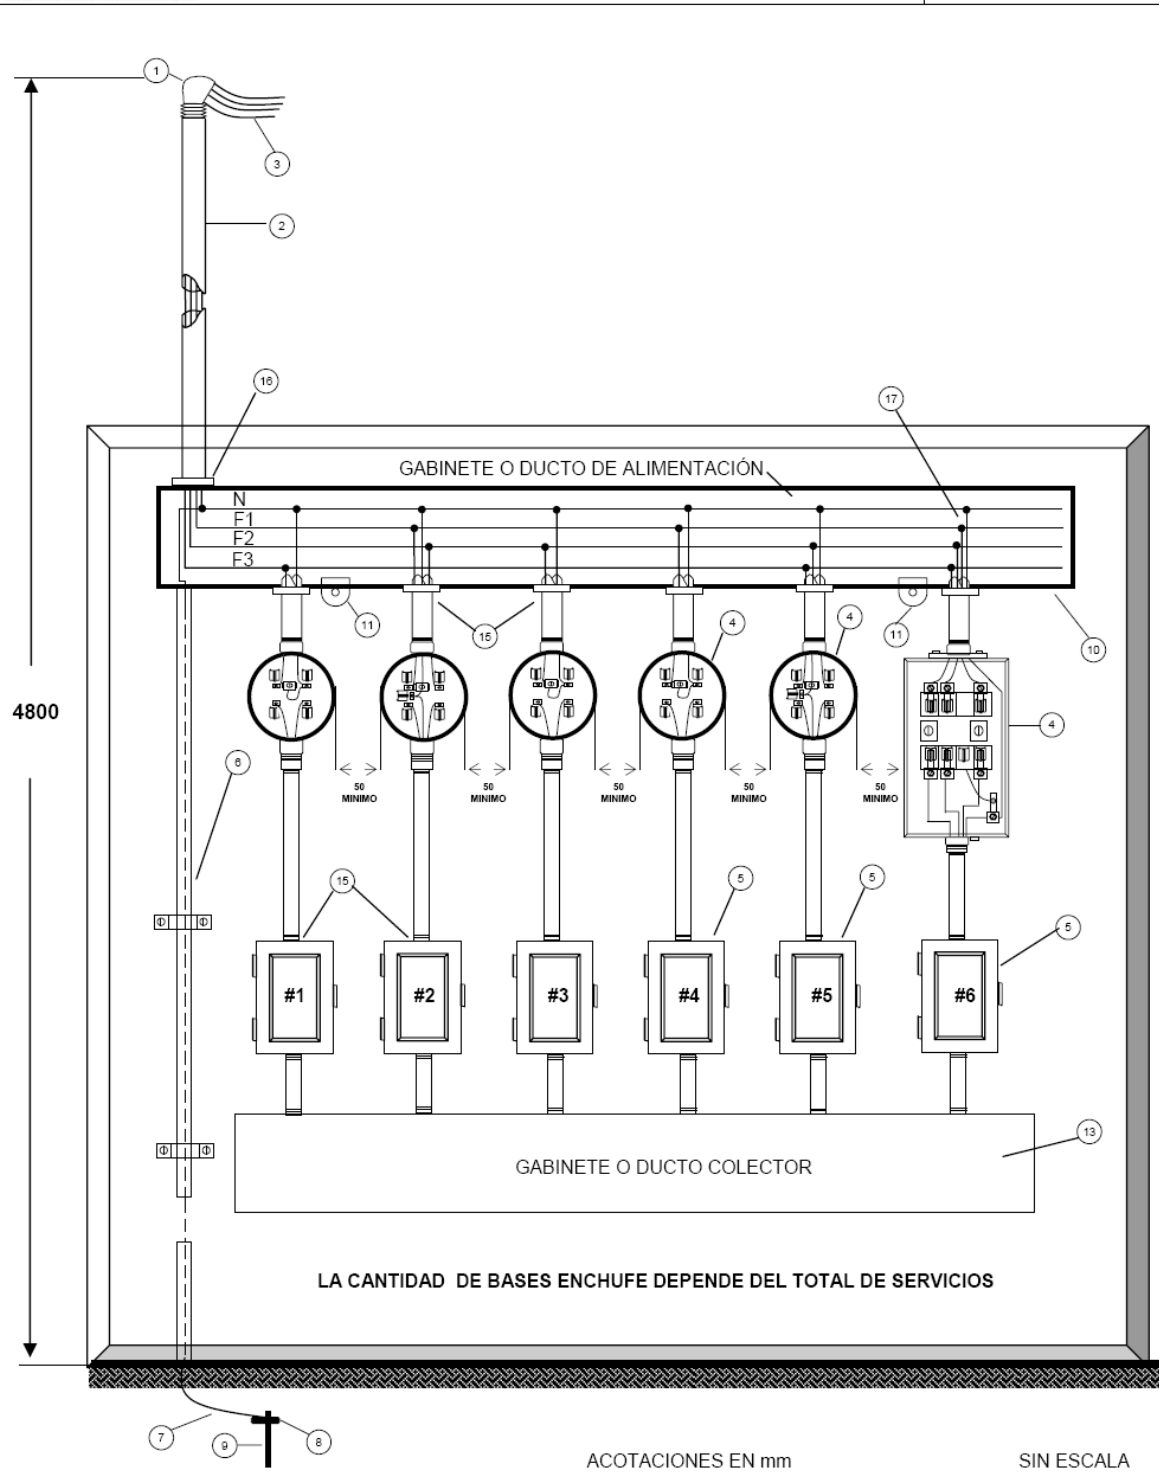 1
3
2
16
17
GABINETE O DUCTO DE ALIMENTACIÓN
N
F1
F2
F3
11
15
4
4
11
10
4800
4
6
50 MINIMO
50 MINIMO
50 MINIMO
50 MINIMO
50 MINIMO
15
5
5
5
#1
#2
#3
#4
#5
#6
13
GABINETE O DUCTO COLECTOR
LA CANTIDAD DE BASES ENCHUFE DEPENDE DEL TOTAL DE SERVICIOS
7
9
8
ACOTACIONES EN mm
SIN ESCALA